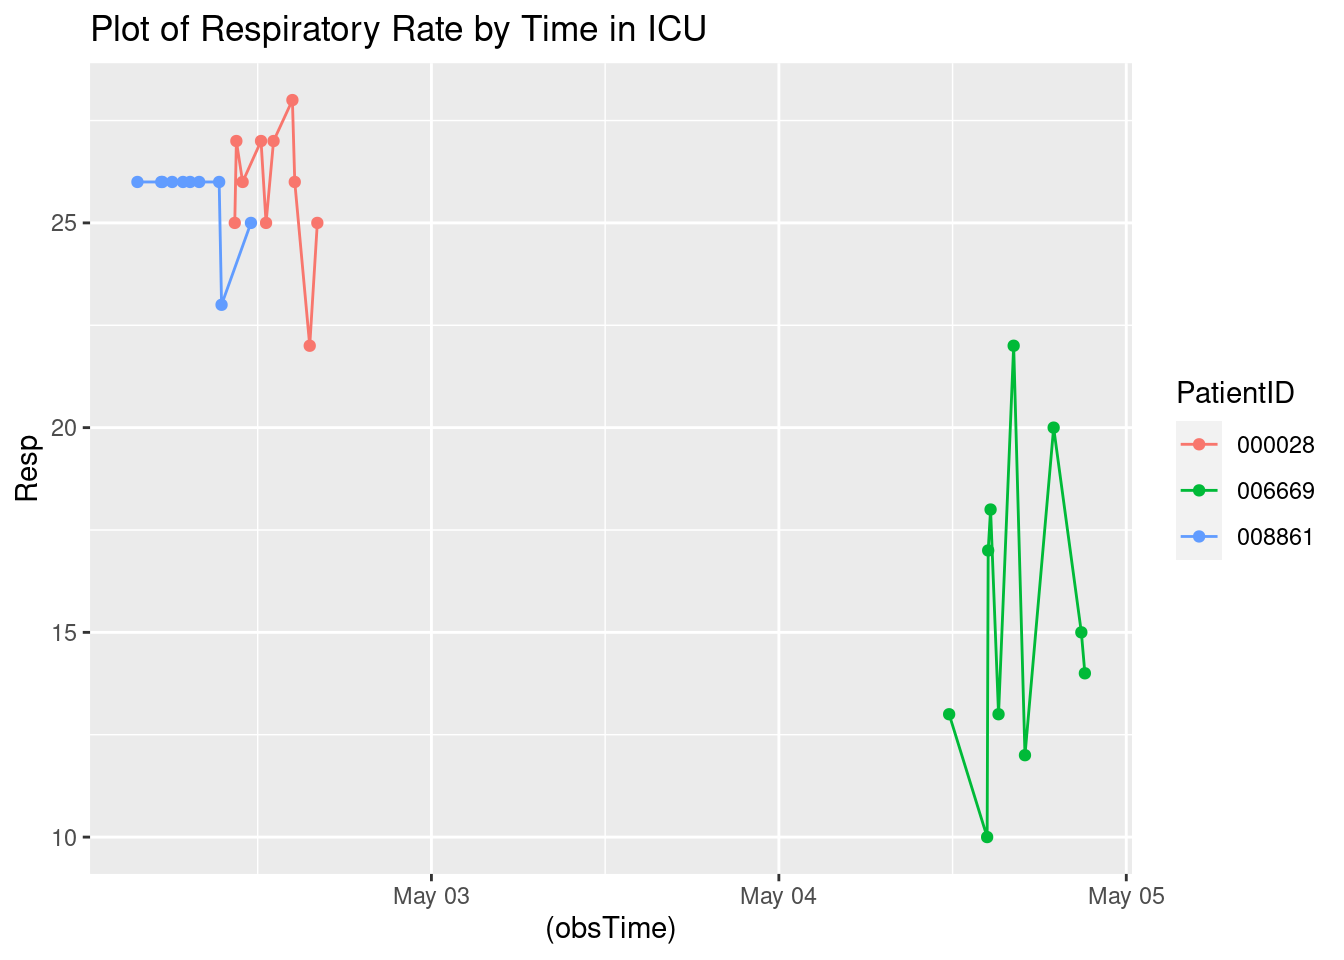 Plot of Respiratory Rate by Time in ICU
25
20
15
10
Resp
May 03
May 04
May 05
(obsTime)
PatientID
000028
006669
008861